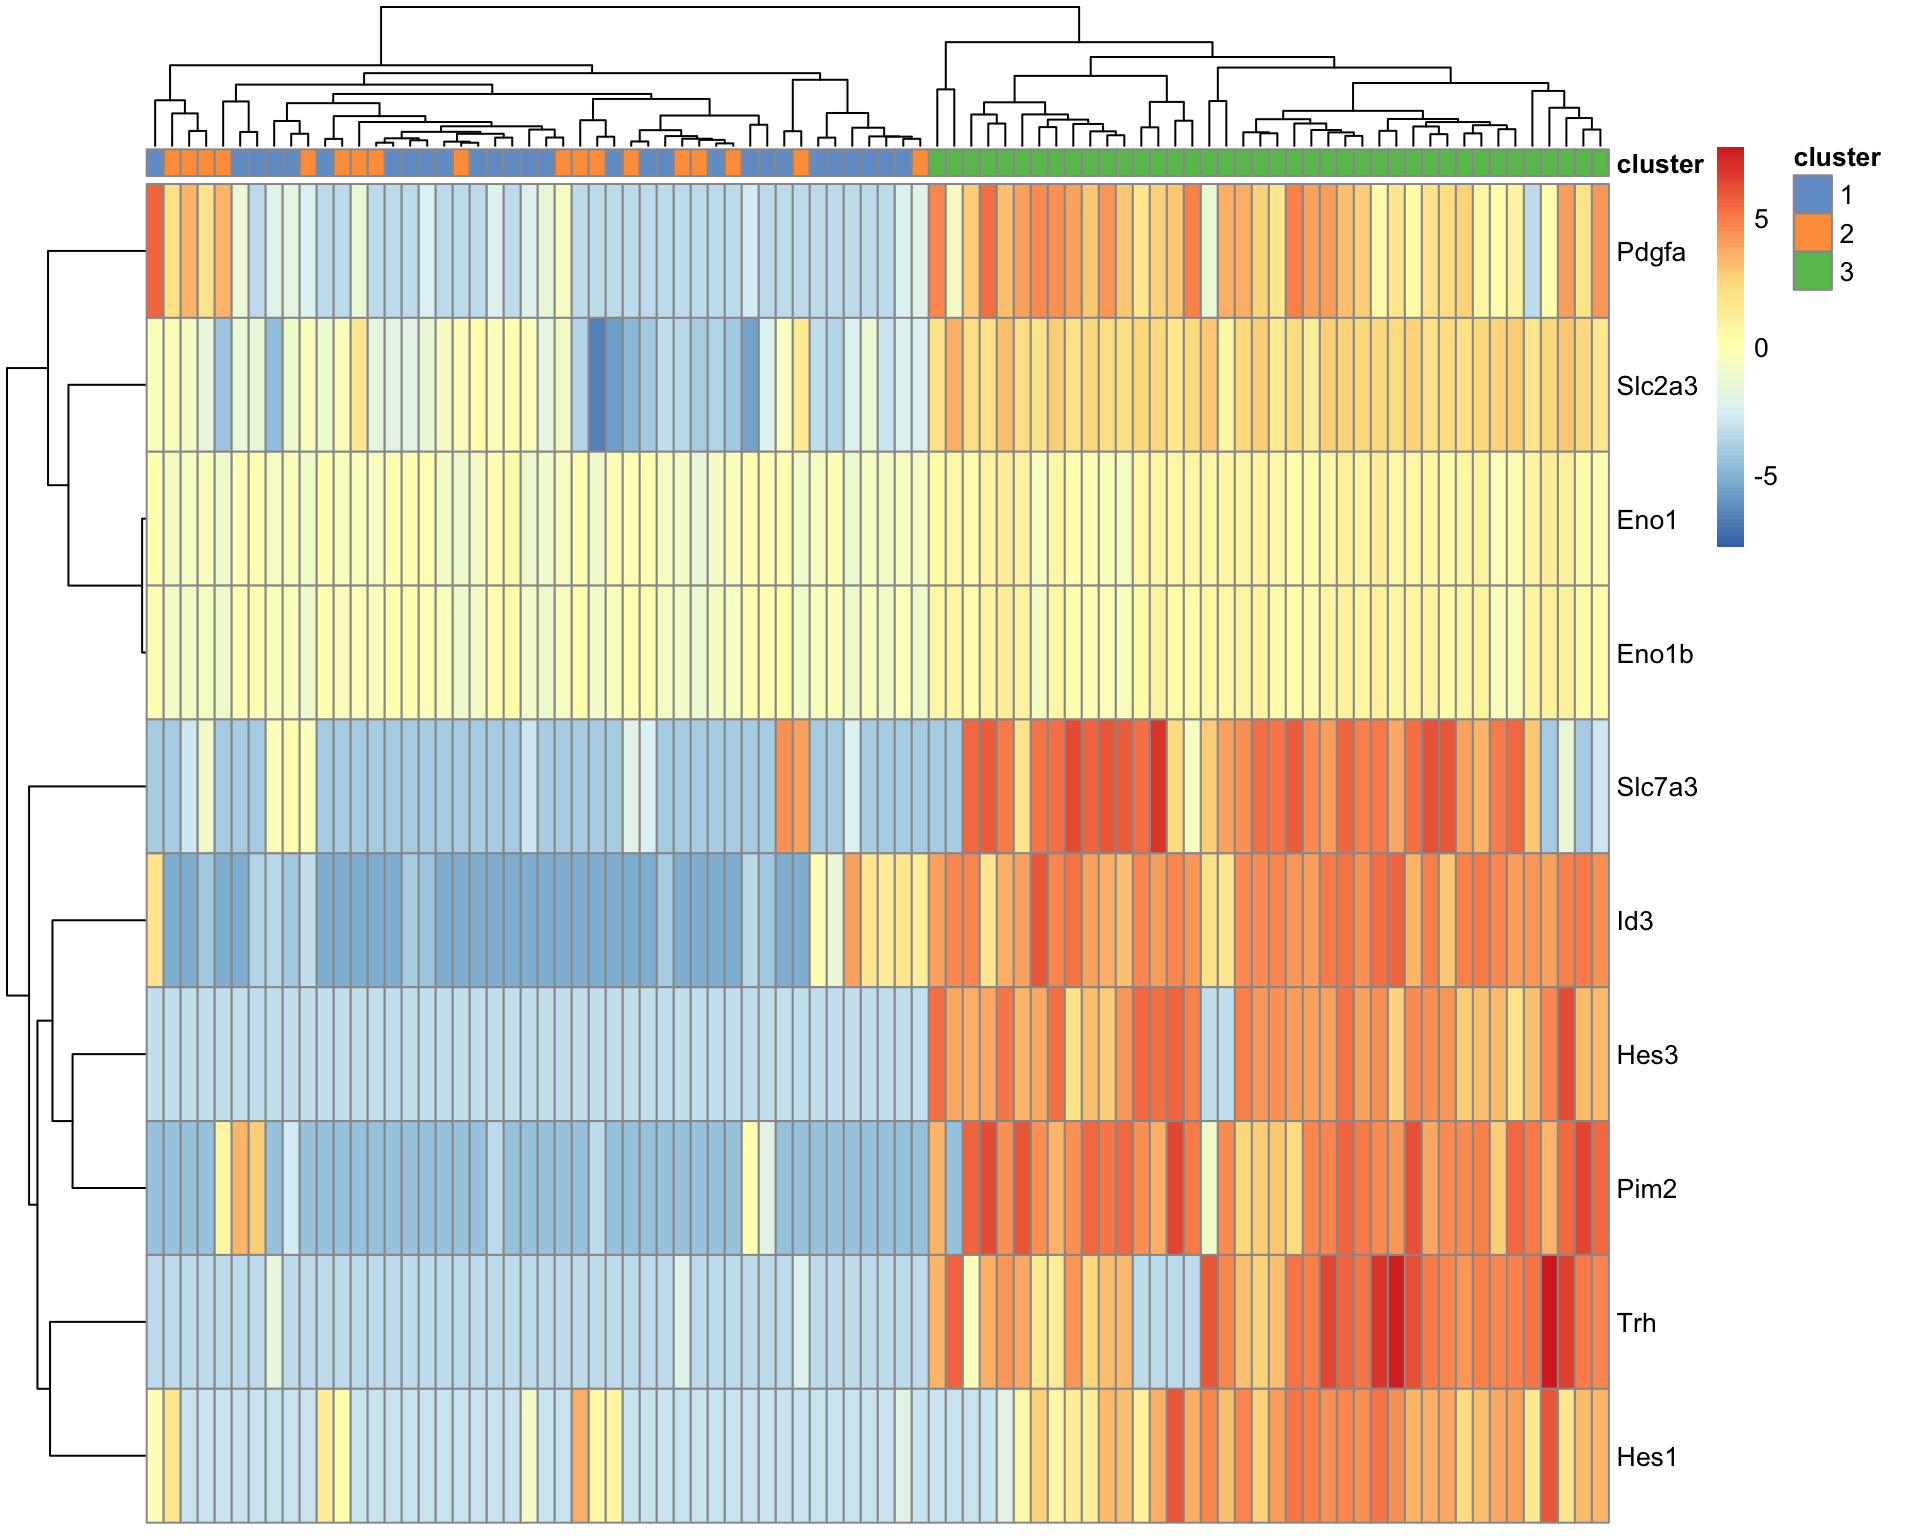 cluster
cluster
1
2
3
5
0
-5
Pdgfa
Slc2a3
Eno1
Eno1b
Slc7a3
Id3
Hes3
Pim2
Trh
Hes1